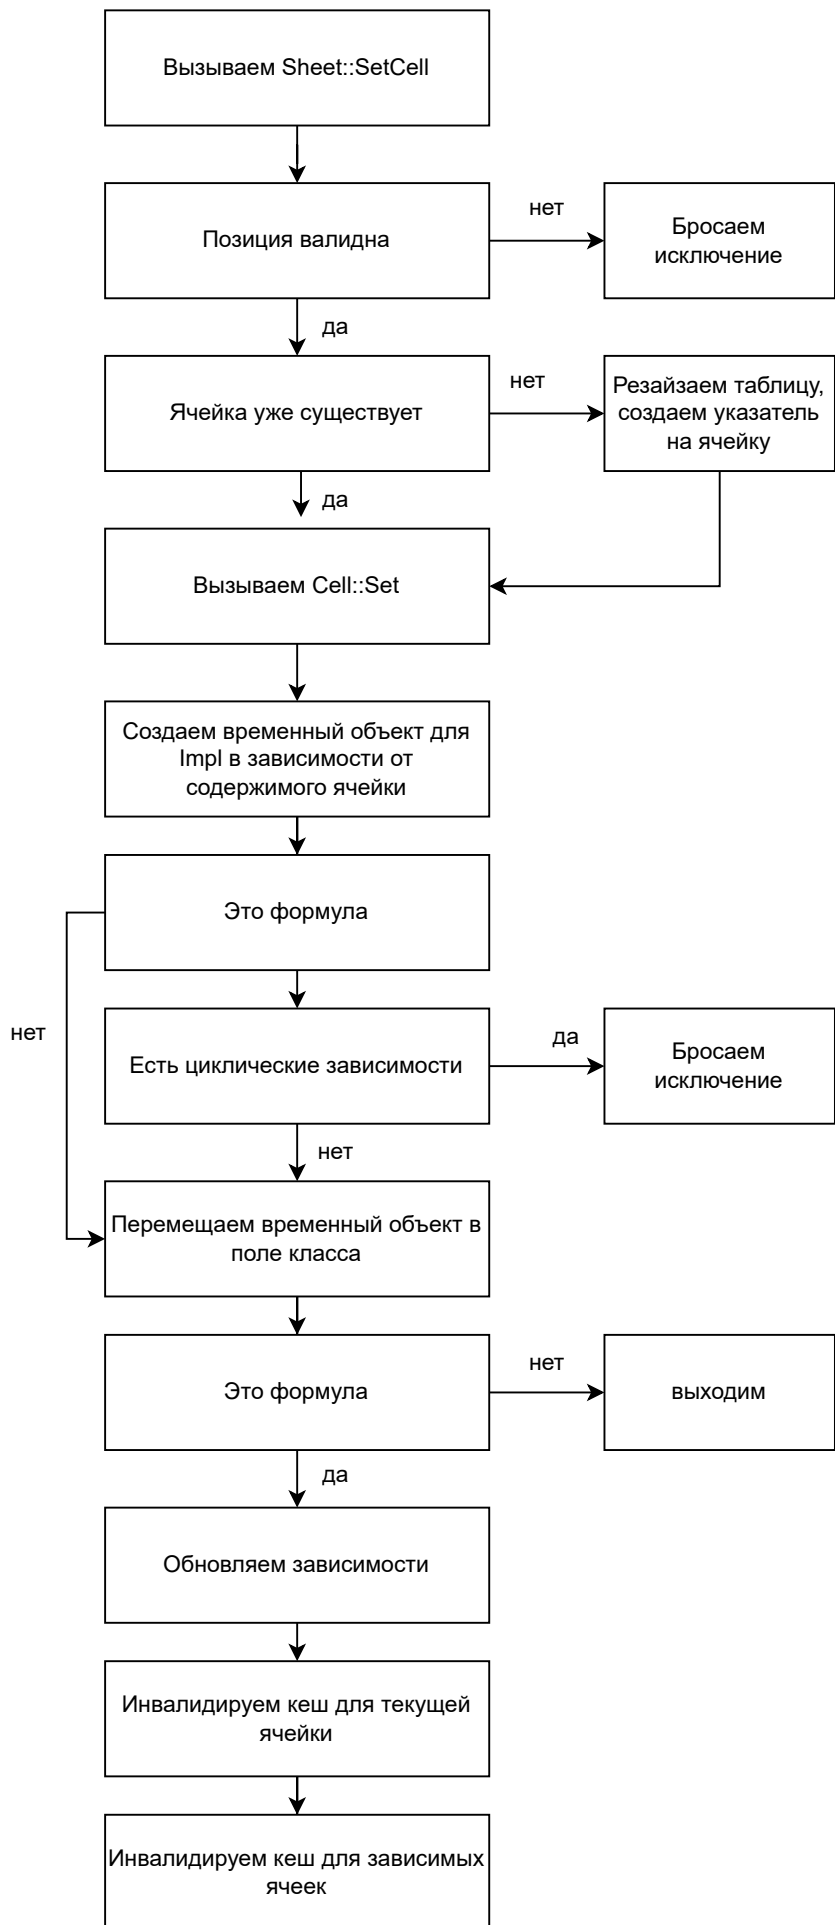 Вызываем Sheet::SetCell
Позиция валидна
нет
Бросаем
исключение
да
Ячейка уже существует
нет
Резайзаем таблицу,
создаем указатель
на ячейку
да
Вызываем Cell::Set
Создаем временный объект для
Impl в зависимости от
содержимого ячейки
Это формула
нет
Есть циклические зависимости
да
Бросаем
исключение
нет
Перемещаем временный объект в
поле класса
Это формула
нет
выходим
да
Обновляем зависимости
Инвалидируем кеш для текущей
ячейки
Инвалидируем кеш для зависимых
ячеек